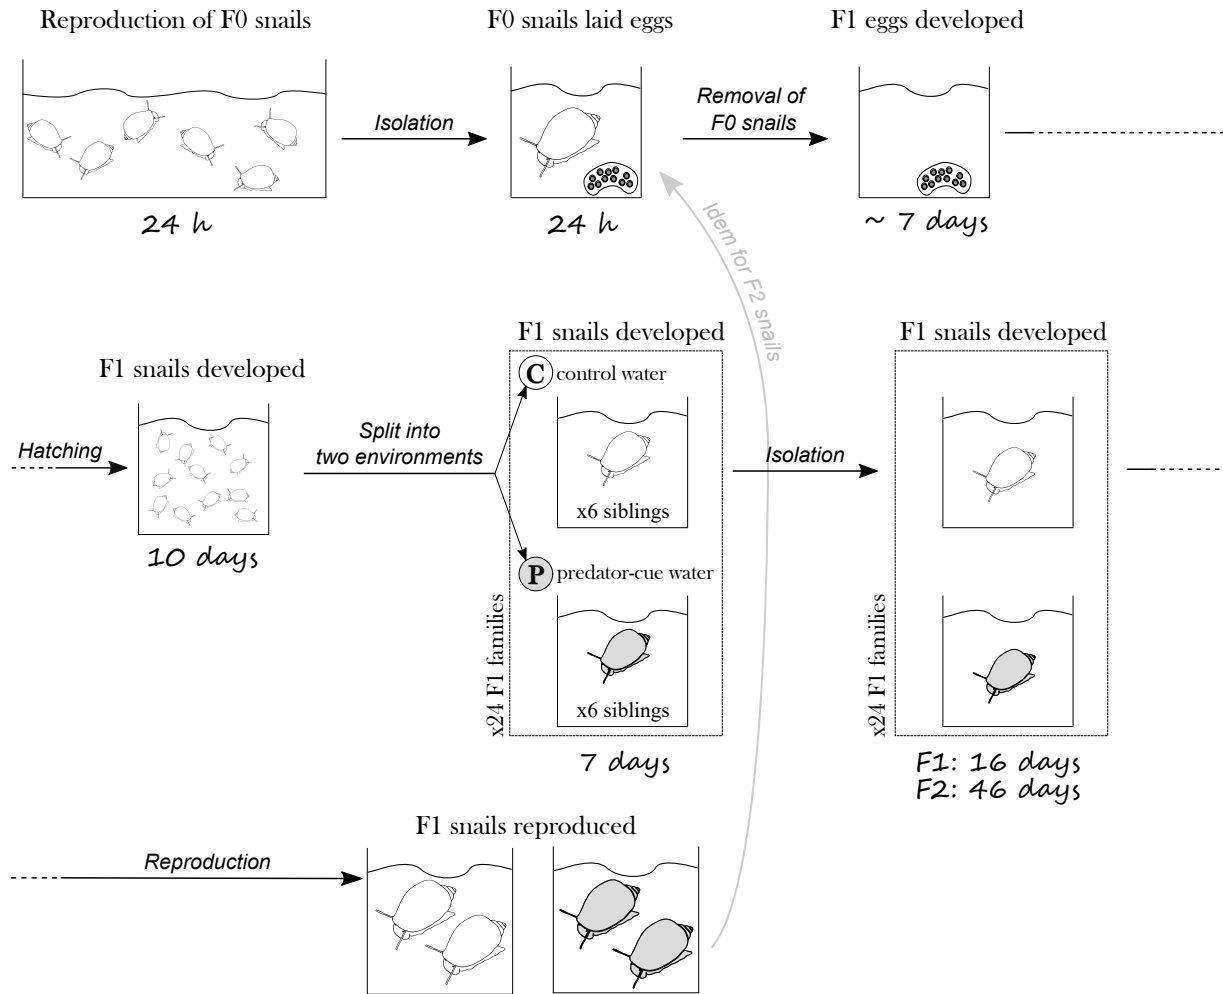 Reproduction of F0 snails
F0 snails laid eggs
F1 eggs developed
Isolation
Removal of
F0 snails
24 h
24 h
~ 7 days
Idem for F2 snails
F1 snails developed
Hatching
10 days
Split into
two environments
F1 snails developed
C control water
x6 siblings
P predator-cue water
x6 siblings
x24 F1 families
7 days
Isolation
F1 snails developed
x24 F1 families
F1: 16 days
F2: 46 days
Reproduction
F1 snails reproduced